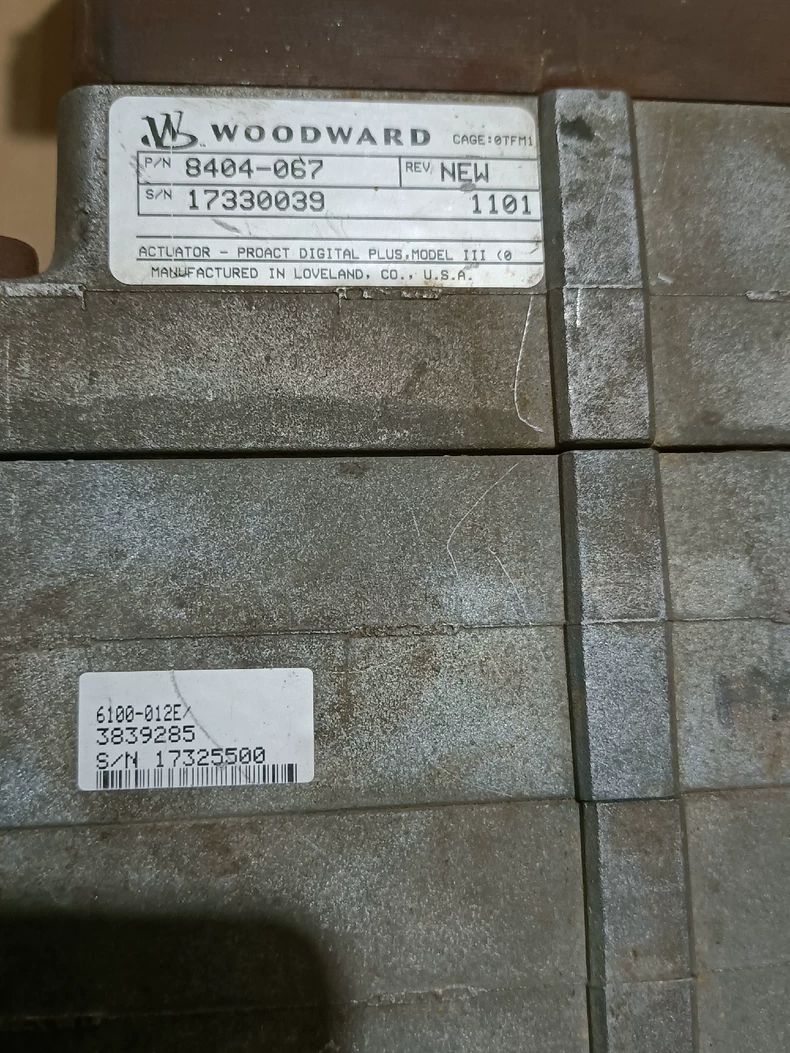 WOODWARD CAGE:0TFM1
P/N 8404-067 REV NEW
S/N 17330039 1101
ACTUATOR - PROACT DIGITAL PLUS,MODEL III (0
MANUFACTURED IN LOVELAND, CO., U.S.A.
6100-012E/
3839285
S/N 17325500